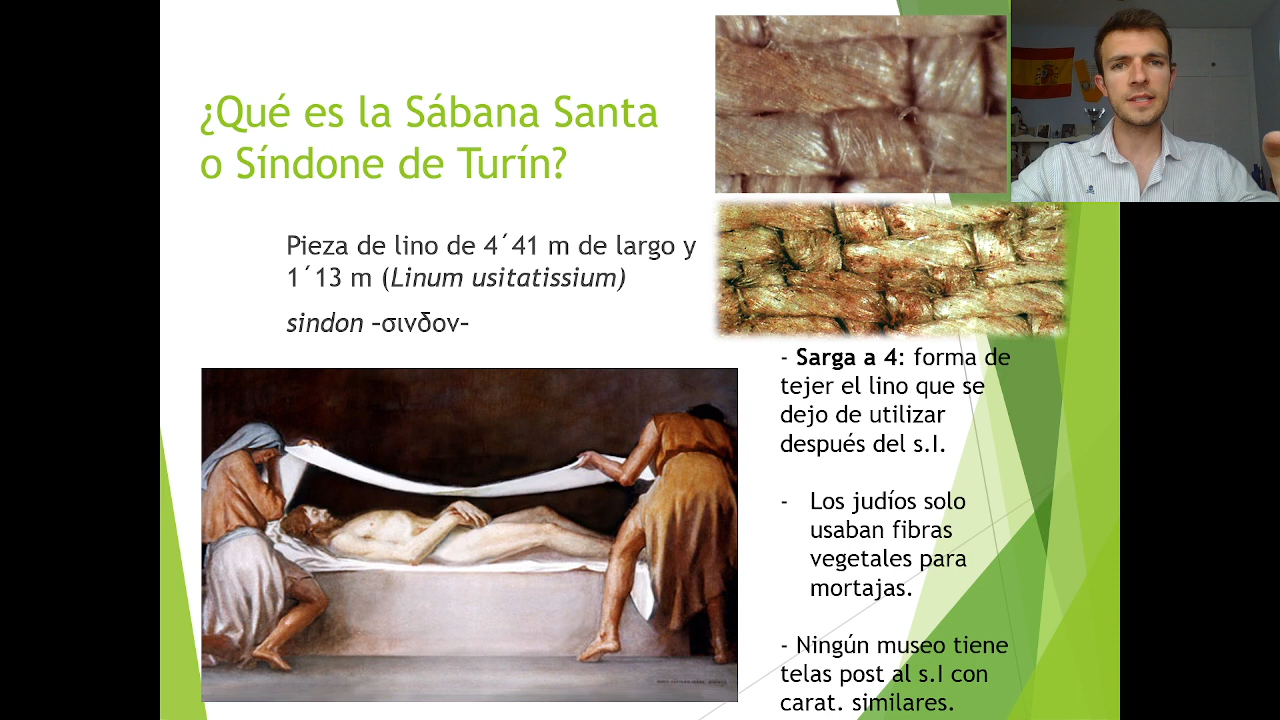 ¿Qué es la Sábana Santa
o Síndone de Turín?
Pieza de lino de 4´41 m de largo y
1´13 m (Linum usitatissium)
sindon –σινδον–
- Sarga a 4: forma de
tejer el lino que se
dejo de utilizar
después del s.I.
- Los judíos solo
usaban fibras
vegetales para
mortajas.
- Ningún museo tiene
telas post al s.I con
carat. similares.